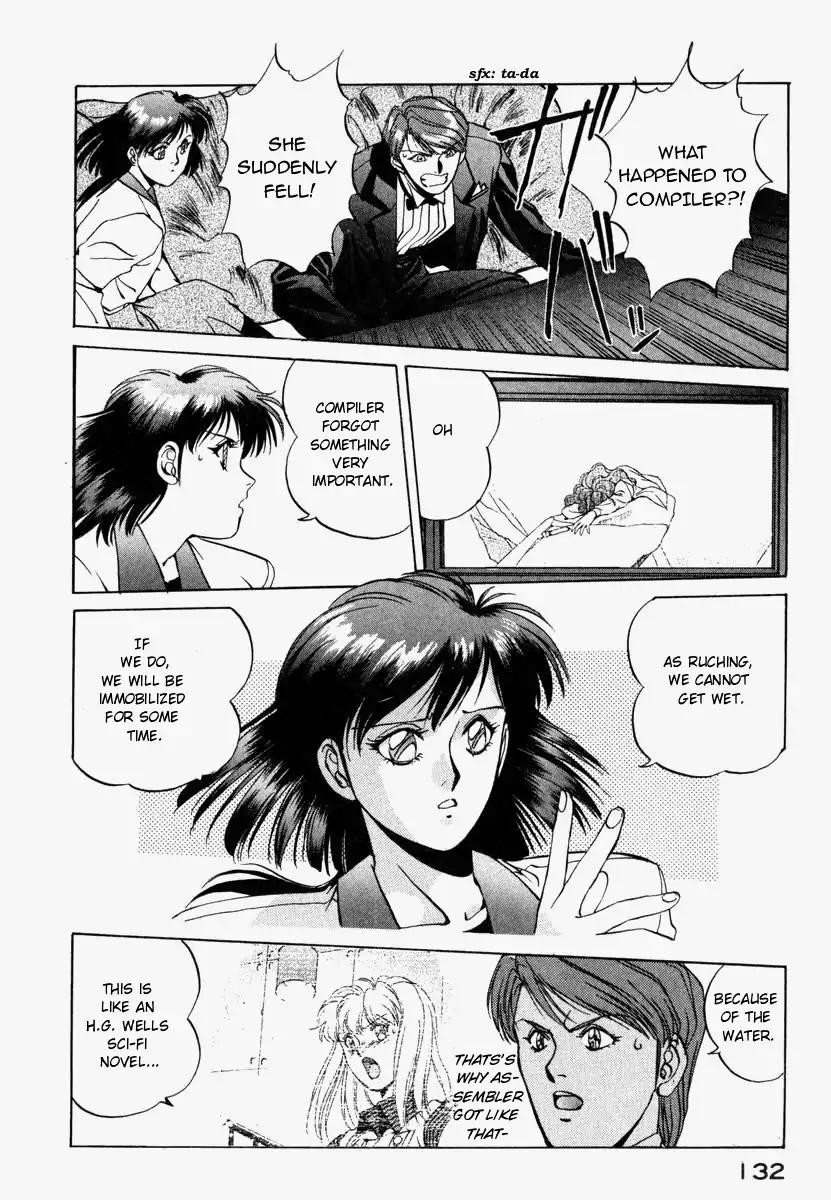 sfx: ta-da
WHAT
HAPPENED TO
COMPILER?!
SHE
SUDDENLY
FELL!
OH
COMPILER
FORGOT
SOMETHING
VERY
IMPORTANT.
AS RUCHING,
WE CANNOT
GET WET.
IF
WE DO,
WE WILL BE
IMMOBILIZED
FOR SOME
TIME.
BECAUSE
OF THE
WATER.
THATS'S
WHY AS-
SEMBLER
GOT LIKE
THAT-
THIS IS
LIKE AN
H.G. WELLS
SCI-FI
NOVEL...
132